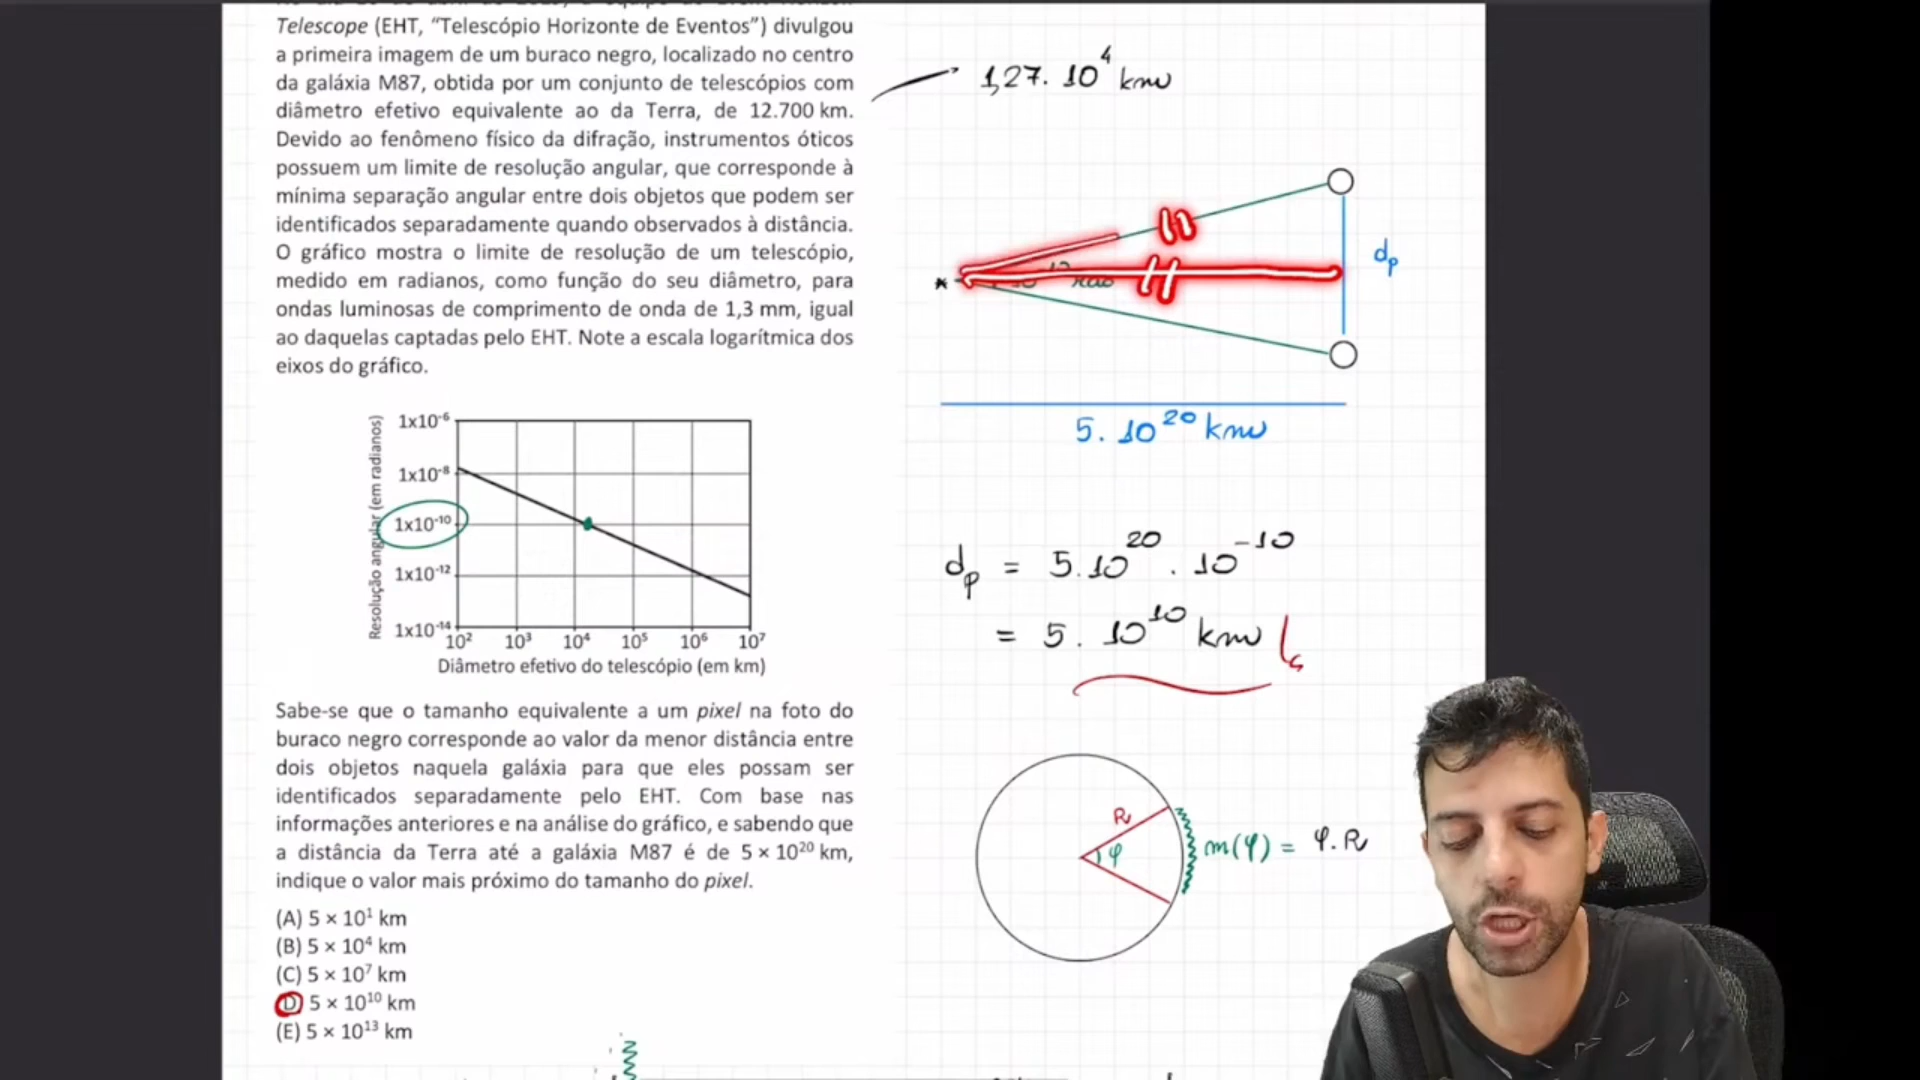 Telescope (EHT, “Telescópio Horizonte de Eventos”) divulgou
a primeira imagem de um buraco negro, localizado no centro
da galáxia M87, obtida por um conjunto de telescópios com
diâmetro efetivo equivalente ao da Terra, de 12.700 km.
Devido ao fenômeno físico da difração, instrumentos óticos
possuem um limite de resolução angular, que corresponde à
mínima separação angular entre dois objetos que podem ser
identificados separadamente quando observados à distância.
O gráfico mostra o limite de resolução de um telescópio,
medido em radianos, como função do seu diâmetro, para
ondas luminosas de comprimento de onda de 1,3 mm, igual
ao daquelas captadas pelo EHT. Note a escala logarítmica dos
eixos do gráfico.
Resolução angular (em radianos)
1x10⁻⁶
1x10⁻⁸
1x10⁻¹⁰
1x10⁻¹²
1x10⁻¹⁴
10² 10³ 10⁴ 10⁵ 10⁶ 10⁷
Diâmetro efetivo do telescópio (em km)
Sabe-se que o tamanho equivalente a um pixel na foto do
buraco negro corresponde ao valor da menor distância entre
dois objetos naquela galáxia para que eles possam ser
identificados separadamente pelo EHT. Com base nas
informações anteriores e na análise do gráfico, e sabendo que
a distância da Terra até a galáxia M87 é de 5 × 10²⁰ km,
indique o valor mais próximo do tamanho do pixel.
(A) 5 × 10¹ km
(B) 5 × 10⁴ km
(C) 5 × 10⁷ km
(D) 5 × 10¹⁰ km
(E) 5 × 10¹³ km
1,27. 10⁴ km
dp
5. 10²⁰ km
dp = 5.10²⁰ . 10⁻¹⁰
= 5. 10¹⁰ km
R
φ
m(φ) = φ.R